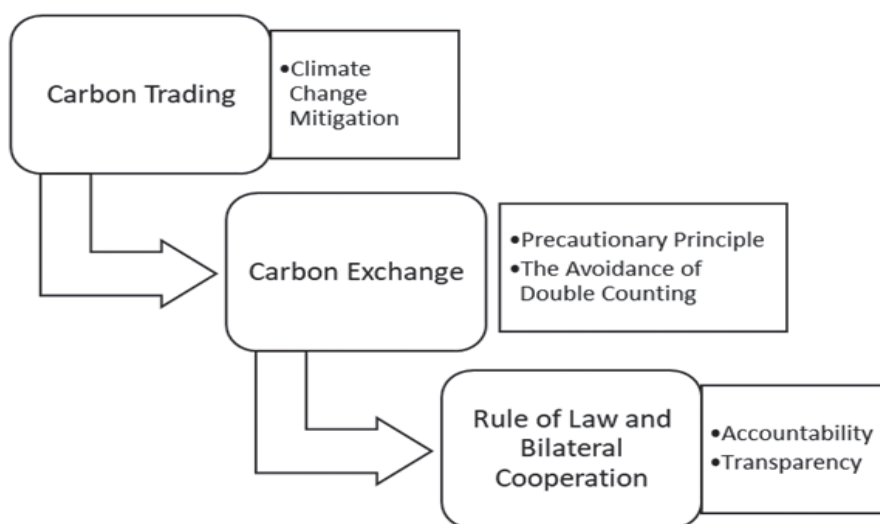 Carbon Trading
•Climate
Change
Mitigation
Carbon Exchange
•Precautionary Principle
•The Avoidance of
Double Counting
Rule of Law and
Bilateral
Cooperation
•Accountability
•Transparency